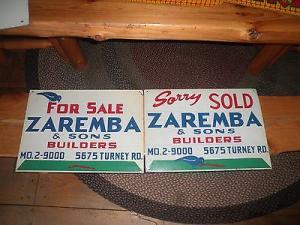 FOR SALE
ZAREMBA
& SONS
BUILDERS
MO. 2-9000 5675 TURNEY RD.
Sorry SOLD
ZAREMBA
& SONS
BUILDERS
MO. 2-9000 5675 TURNEY RD.